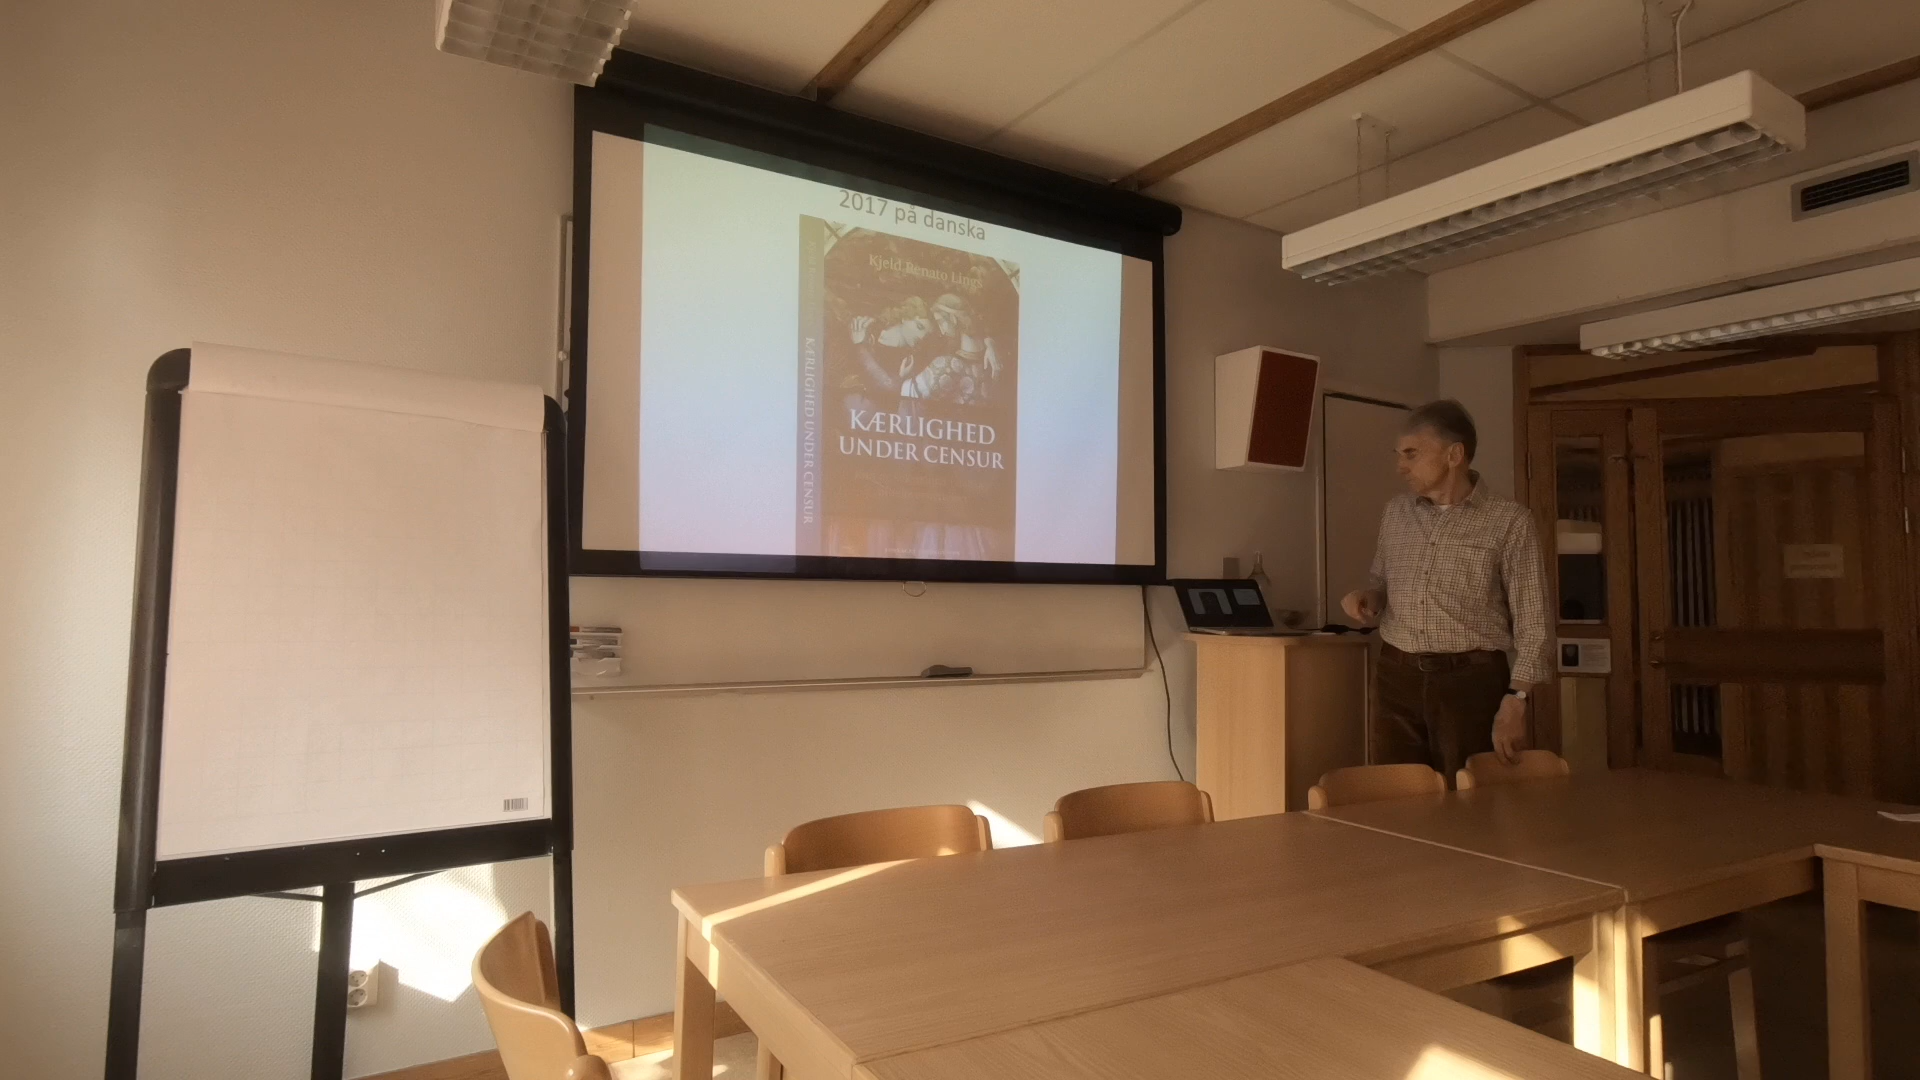 2017 på danska
Kjeld Renato Lings
KÆRLIGHED
UNDER CENSUR
KÆRLIGHED UNDER CENSUR